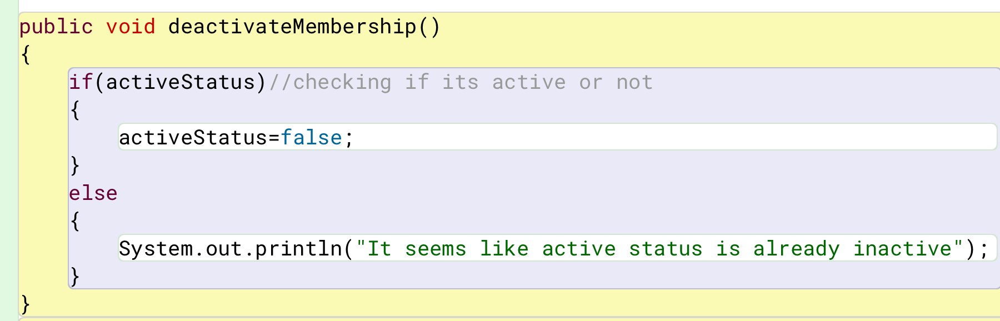 public void deactivateMembership()
{
if(activeStatus)//checking if its active or not
{
activeStatus=false;
}
else
{
System.out.println("It seems like active status is already inactive");
}
}